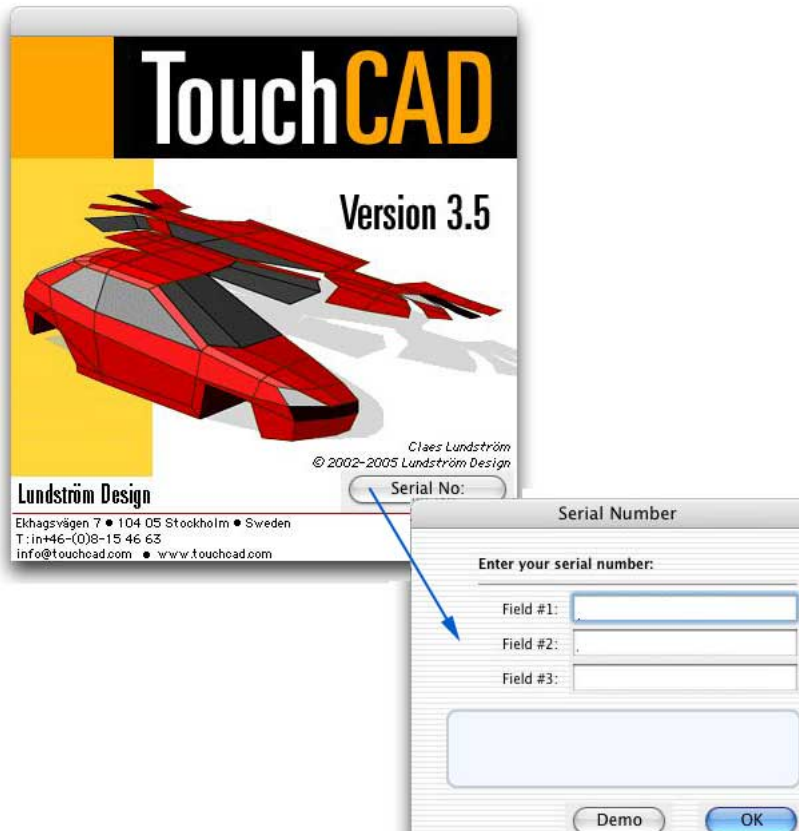 TouchCAD
Version 3.5
Claes Lundström
© 2002-2005 Lundström Design
Lundström Design
Serial No:
Ekhagsvägen 7 ● 104 05 Stockholm ● Sweden
T:in+46-(0)8-15 46 63
info@touchcad.com ● www.touchcad.com
Serial Number
Enter your serial number:
Field #1:
Field #2:
Field #3:
Demo
OK